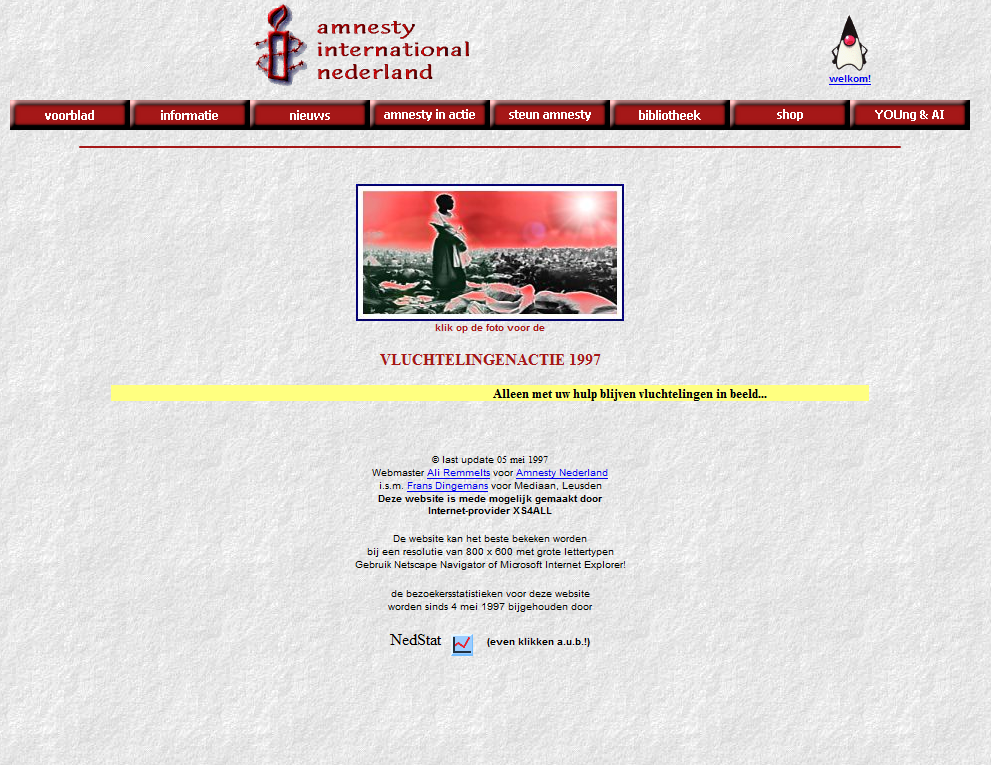 amnesty
international
nederland
welkom!
voorblad informatie nieuws amnesty in actie steun amnesty bibliotheek shop YOUng & AI
klik op de foto voor de
VLUCHTELINGENACTIE 1997
Alleen met uw hulp blijven vluchtelingen in beeld...
© last update 05 mei 1997
Webmaster Ali Remmelts voor Amnesty Nederland
i.s.m. Frans Dingemans voor Mediaan, Leusden
Deze website is mede mogelijk gemaakt door
Internet-provider XS4ALL
De website kan het beste bekeken worden
bij een resolutie van 800 x 600 met grote lettertypen
Gebruik Netscape Navigator of Microsoft Internet Explorer!
de bezoekersstatistieken voor deze website
worden sinds 4 mei 1997 bijgehouden door
NedStat (even klikken a.u.b.!)